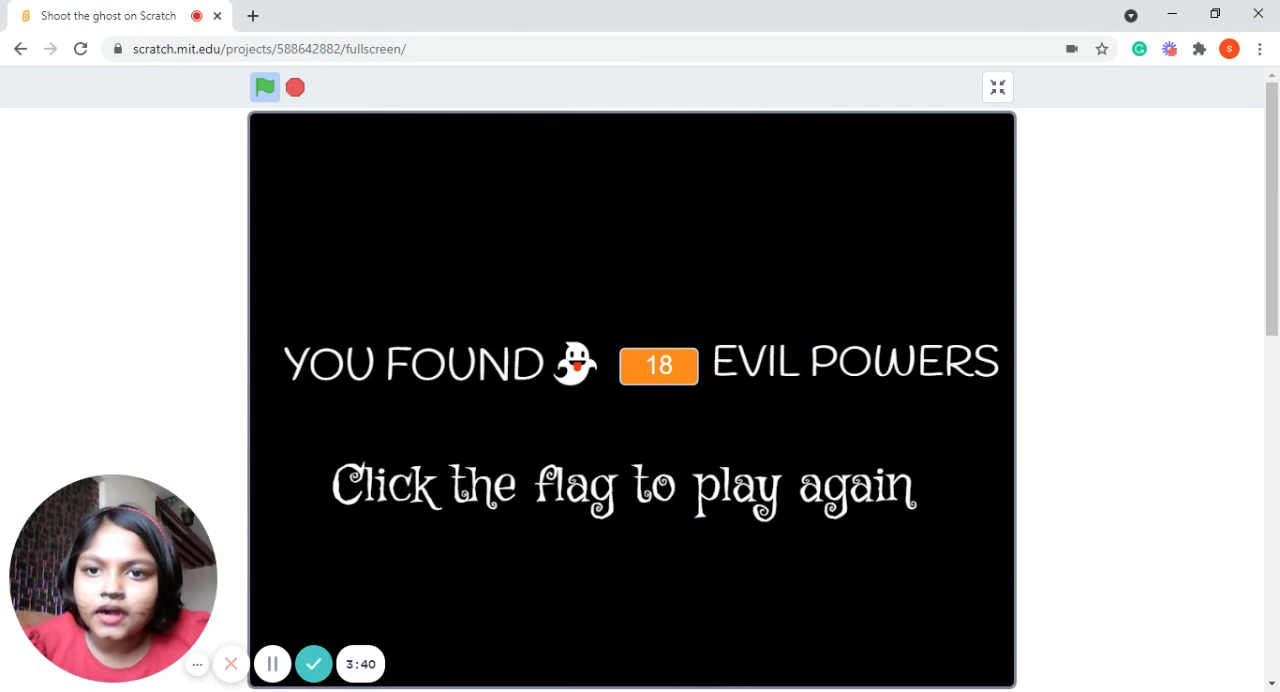 Shoot the ghost on Scratch
scratch.mit.edu/projects/588642882/fullscreen/
S
YOU FOUND 18 EVIL POWERS
Click the flag to play again
3:40